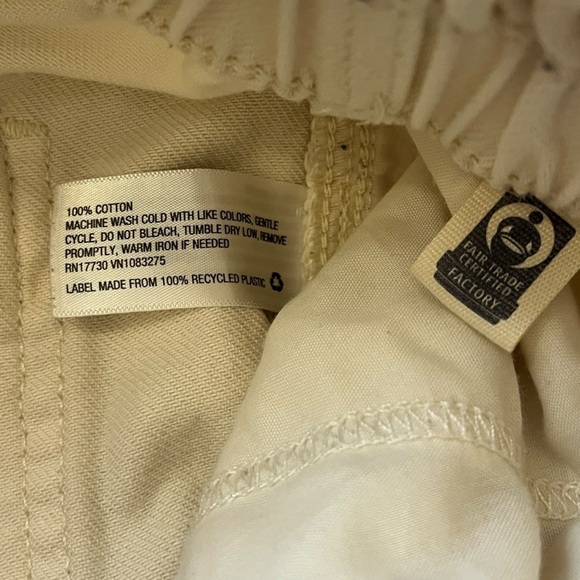 100% COTTON
MACHINE WASH COLD WITH LIKE COLORS, GENTLE
CYCLE, DO NOT BLEACH, TUMBLE DRY LOW, REMOVE
PROMPTLY, WARM IRON IF NEEDED
RN17730 VN1083275
LABEL MADE FROM 100% RECYCLED PLASTIC
FAIR TRADE
CERTIFIED
FACTORY